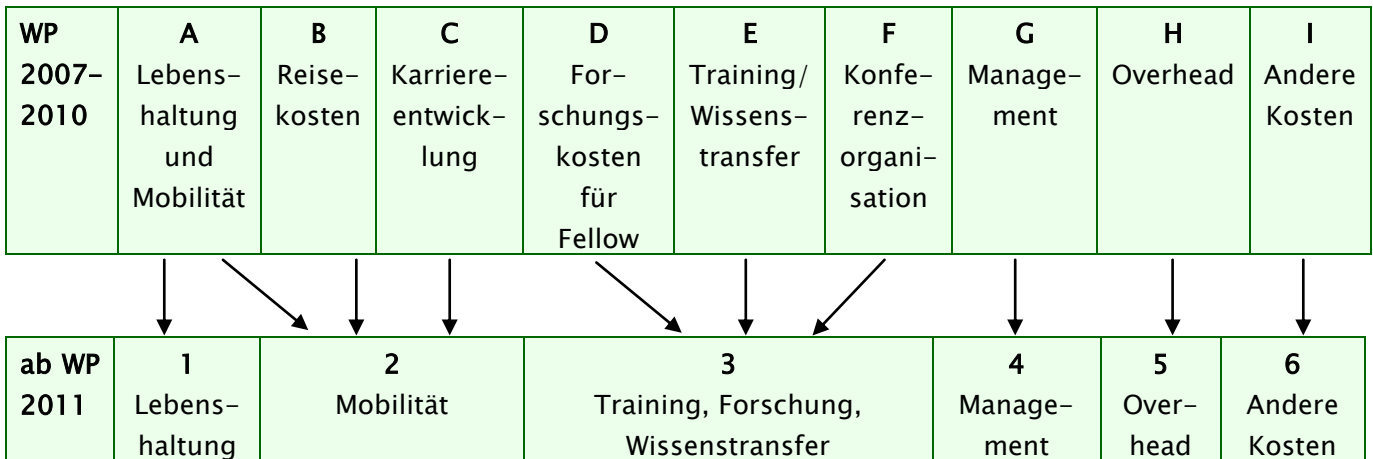 WP
2007-
2010
A
Lebens-
haltung
und
Mobilität
B
Reise-
kosten
C
Karriere-
entwick-
lung
D
For-
schungs-
kosten
für
Fellow
E
Training/
Wissens-
transfer
F
Konfe-
renz-
organi-
sation
G
Manage-
ment
H
Overhead
I
Andere
Kosten
ab WP
2011
1
Lebens-
haltung
2
Mobilität
3
Training, Forschung,
Wissenstransfer
4
Manage-
ment
5
Over-
head
6
Andere
Kosten